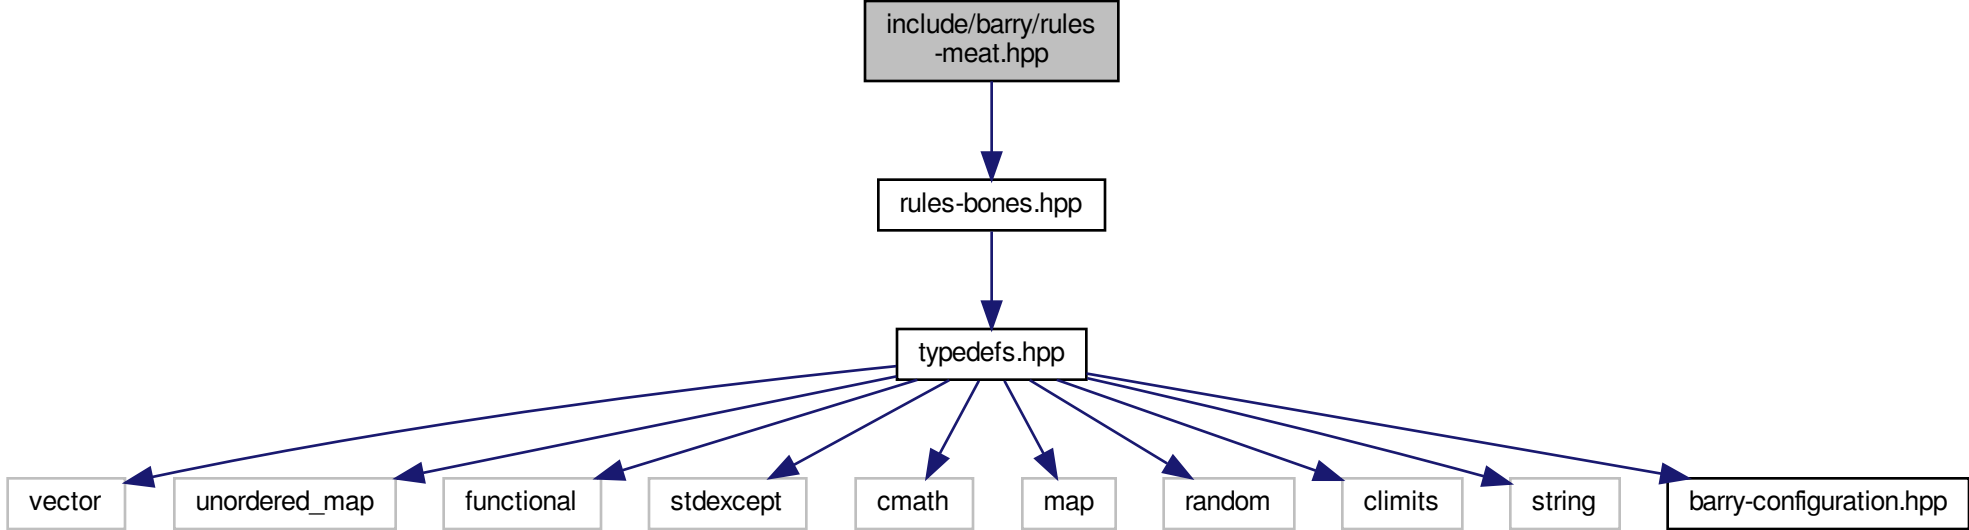 include/barry/rules
-meat.hpp
rules-bones.hpp
typedefs.hpp
vector
unordered_map
functional
stdexcept
cmath
map
random
climits
string
barry-configuration.hpp